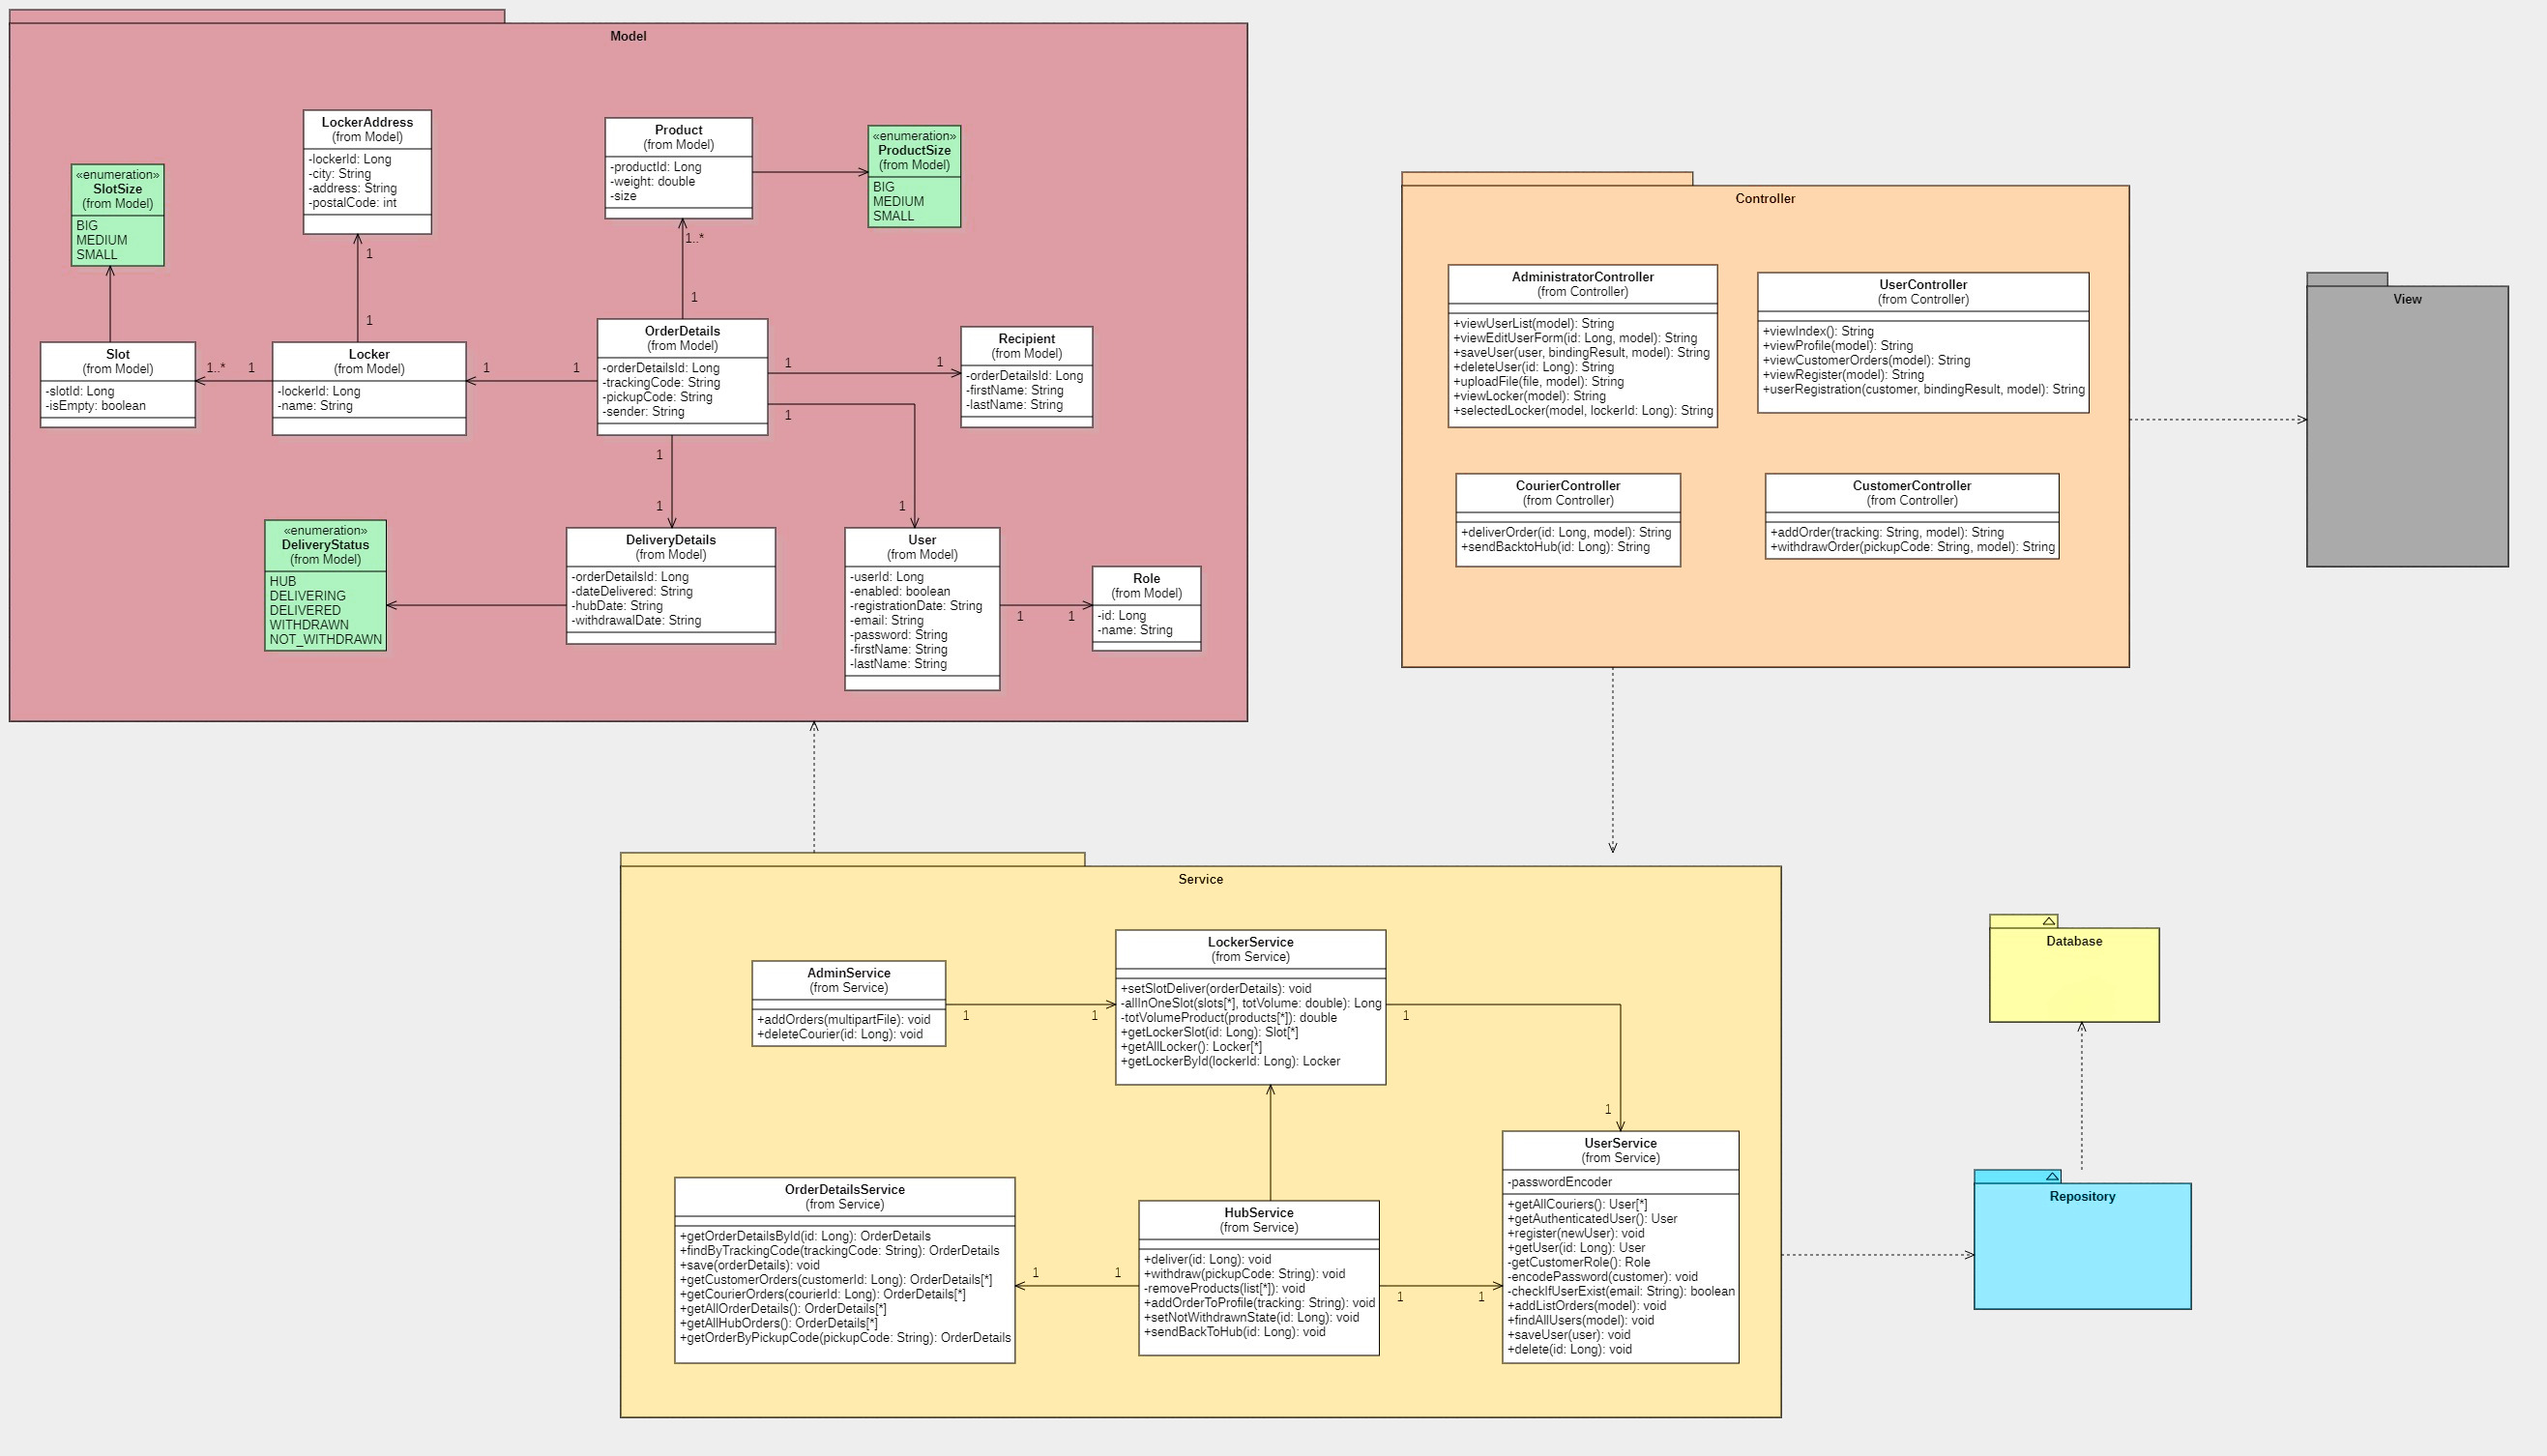 Model
LockerAddress
(from Model)
-lockerId: Long
-city: String
-address: String
-postalCode: int
Product
(from Model)
-productId: Long
-weight: double
-size
«enumeration»
ProductSize
(from Model)
BIG
MEDIUM
SMALL
«enumeration»
SlotSize
(from Model)
BIG
MEDIUM
SMALL
1
1
1..*
1
Slot
(from Model)
-slotId: Long
-isEmpty: boolean
1..*
1
Locker
(from Model)
-lockerId: Long
-name: String
1
1
OrderDetails
(from Model)
-orderDetailsId: Long
-trackingCode: String
-pickupCode: String
-sender: String
1
1
Recipient
(from Model)
-orderDetailsId: Long
-firstName: String
-lastName: String
1
1
1
1
1
«enumeration»
DeliveryStatus
(from Model)
HUB
DELIVERING
DELIVERED
WITHDRAWN
NOT_WITHDRAWN
DeliveryDetails
(from Model)
-orderDetailsId: Long
-dateDelivered: String
-hubDate: String
-withdrawalDate: String
User
(from Model)
-userId: Long
-enabled: boolean
-registrationDate: String
-email: String
-password: String
-firstName: String
-lastName: String
1
Role
(from Model)
-id: Long
-name: String
Controller
AdministratorController
(from Controller)
+viewUserList(model): String
+viewEditUserForm(id: Long, model): String
+saveUser(user, bindingResult, model): String
+deleteUser(id: Long): String
+uploadFile(file, model): String
+viewLocker(model): String
+selectedLocker(model, lockerId: Long): String
UserController
(from Controller)
+viewIndex(): String
+viewProfile(model): String
+viewCustomerOrders(model): String
+viewRegister(model): String
+userRegistration(customer, bindingResult, model): String
CourierController
(from Controller)
+deliverOrder(id: Long, model): String
+sendBacktoHub(id: Long): String
CustomerController
(from Controller)
+addOrder(tracking: String, model): String
+withdrawOrder(pickupCode: String, model): String
View
Service
AdminService
(from Service)
+addOrders(multipartFile): void
+deleteCourier(id: Long): void
1
1
LockerService
(from Service)
+setSlotDeliver(orderDetails): void
-allInOneSlot(slots[*], totVolume: double): Long
-totVolumeProduct(products[*]): double
+getLockerSlot(id: Long): Slot[*]
+getAllLocker(): Locker[*]
+getLockerById(lockerId: Long): Locker
1
1
OrderDetailsService
(from Service)
+getOrderDetailsById(id: Long): OrderDetails
+findByTrackingCode(trackingCode: String): OrderDetails
+save(orderDetails): void
+getCustomerOrders(customerId: Long): OrderDetails[*]
+getCourierOrders(courierId: Long): OrderDetails[*]
+getAllOrderDetails(): OrderDetails[*]
+getAllHubOrders(): OrderDetails[*]
+getOrderByPickupCode(pickupCode: String): OrderDetails
1
1
HubService
(from Service)
+deliver(id: Long): void
+withdraw(pickupCode: String): void
-removeProducts(list[*]): void
+addOrderToProfile(tracking: String): void
+setNotWithdrawnState(id: Long): void
+sendBackToHub(id: Long): void
1
1
UserService
(from Service)
-passwordEncoder
+getAllCouriers(): User[*]
+getAuthenticatedUser(): User
+register(newUser): void
+getUser(id: Long): User
-getCustomerRole(): Role
-encodePassword(customer): void
-checkIfUserExist(email: String): boolean
+addListOrders(model): void
+findAllUsers(model): void
+saveUser(user): void
+delete(id: Long): void
Database
Repository